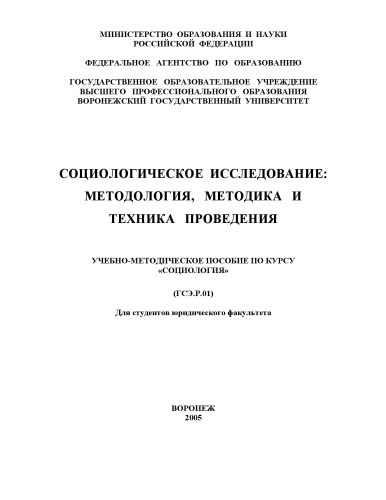 МИНИСТЕРСТВО ОБРАЗОВАНИЯ И НАУКИ
РОССИЙСКОЙ ФЕДЕРАЦИИ
ФЕДЕРАЛЬНОЕ АГЕНТСТВО ПО ОБРАЗОВАНИЮ
ГОСУДАРСТВЕННОЕ ОБРАЗОВАТЕЛЬНОЕ УЧРЕЖДЕНИЕ
ВЫСШЕГО ПРОФЕССИОНАЛЬНОГО ОБРАЗОВАНИЯ
ВОРОНЕЖСКИЙ ГОСУДАРСТВЕННЫЙ УНИВЕРСИТЕТ
СОЦИОЛОГИЧЕСКОЕ ИССЛЕДОВАНИЕ:
МЕТОДОЛОГИЯ, МЕТОДИКА И
ТЕХНИКА ПРОВЕДЕНИЯ
УЧЕБНО-МЕТОДИЧЕСКОЕ ПОСОБИЕ ПО КУРСУ
«СОЦИОЛОГИЯ»
(ГСЭ.Р.01)
Для студентов юридического факультета
ВОРОНЕЖ
2005